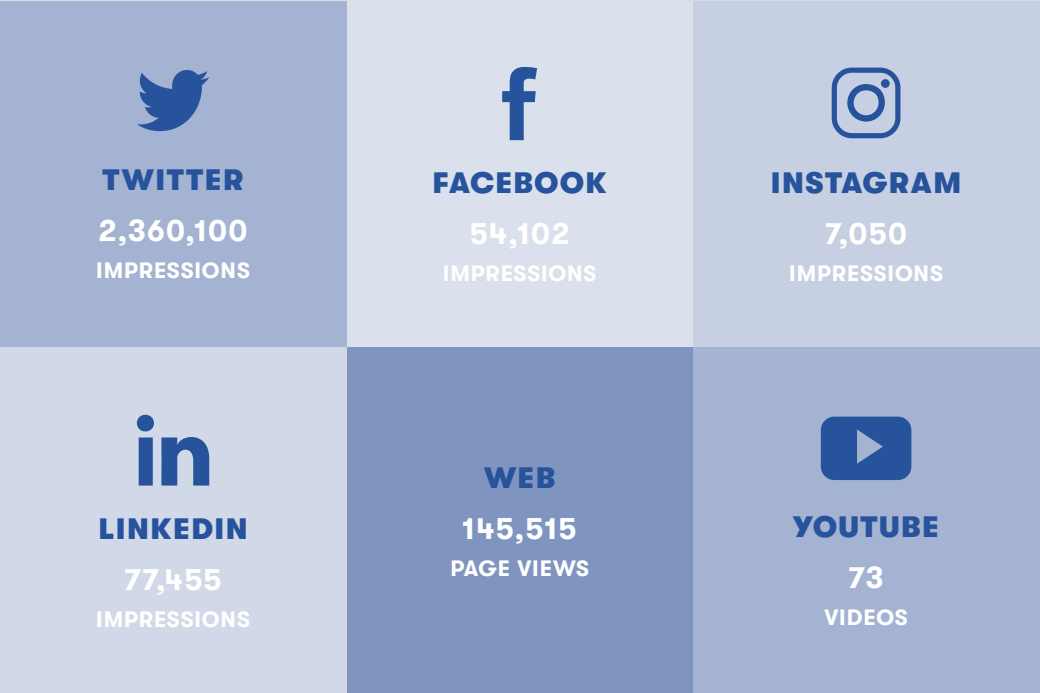 TWITTER
2,360,100
IMPRESSIONS
FACEBOOK
54,102
IMPRESSIONS
INSTAGRAM
7,050
IMPRESSIONS
in
LINKEDIN
77,455
IMPRESSIONS
WEB
145,515
PAGE VIEWS
YOUTUBE
73
VIDEOS